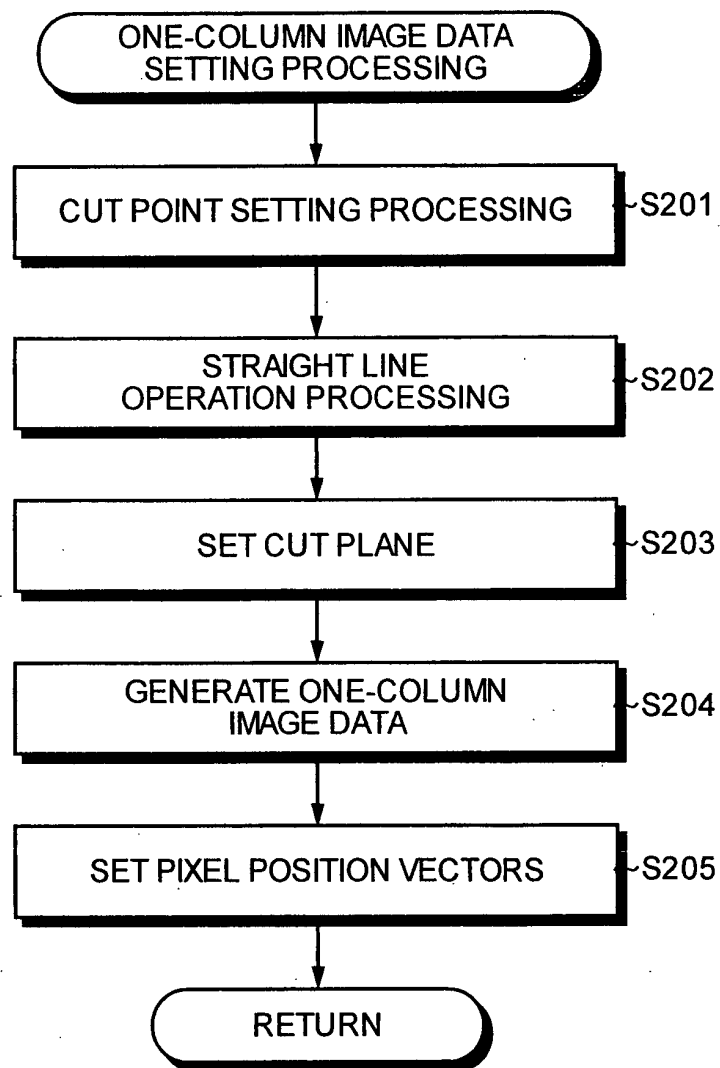 ONE-COLUMN IMAGE DATA
SETTING PROCESSING
CUT POINT SETTING PROCESSING
S201
STRAIGHT LINE
OPERATION PROCESSING
S202
SET CUT PLANE
S203
GENERATE ONE-COLUMN
IMAGE DATA
S204
SET PIXEL POSITION VECTORS
S205
RETURN